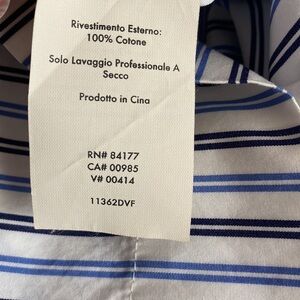 Rivestimento Esterno:
100% Cotone
Solo Lavaggio Professionale A
Secco
Prodotto in Cina
RN# 84177
CA# 00985
V# 00414
11362DVF